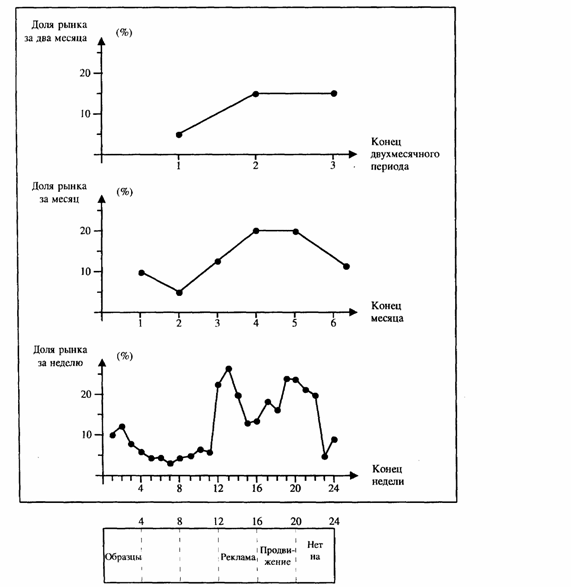 Доля рынка
за два месяца
(%)
20
10
1 2 3
Конец
двухмесячного
периода
Доля рынка
за месяц
(%)
20
10
1 2 3 4 5 6
Конец
месяца
Доля рынка
за неделю
(%)
20
10
4 8 12 16 20 24
Конец
недели
4 8 12 16 20 24
Образцы
Реклама
Продви-
жение
Нет
на